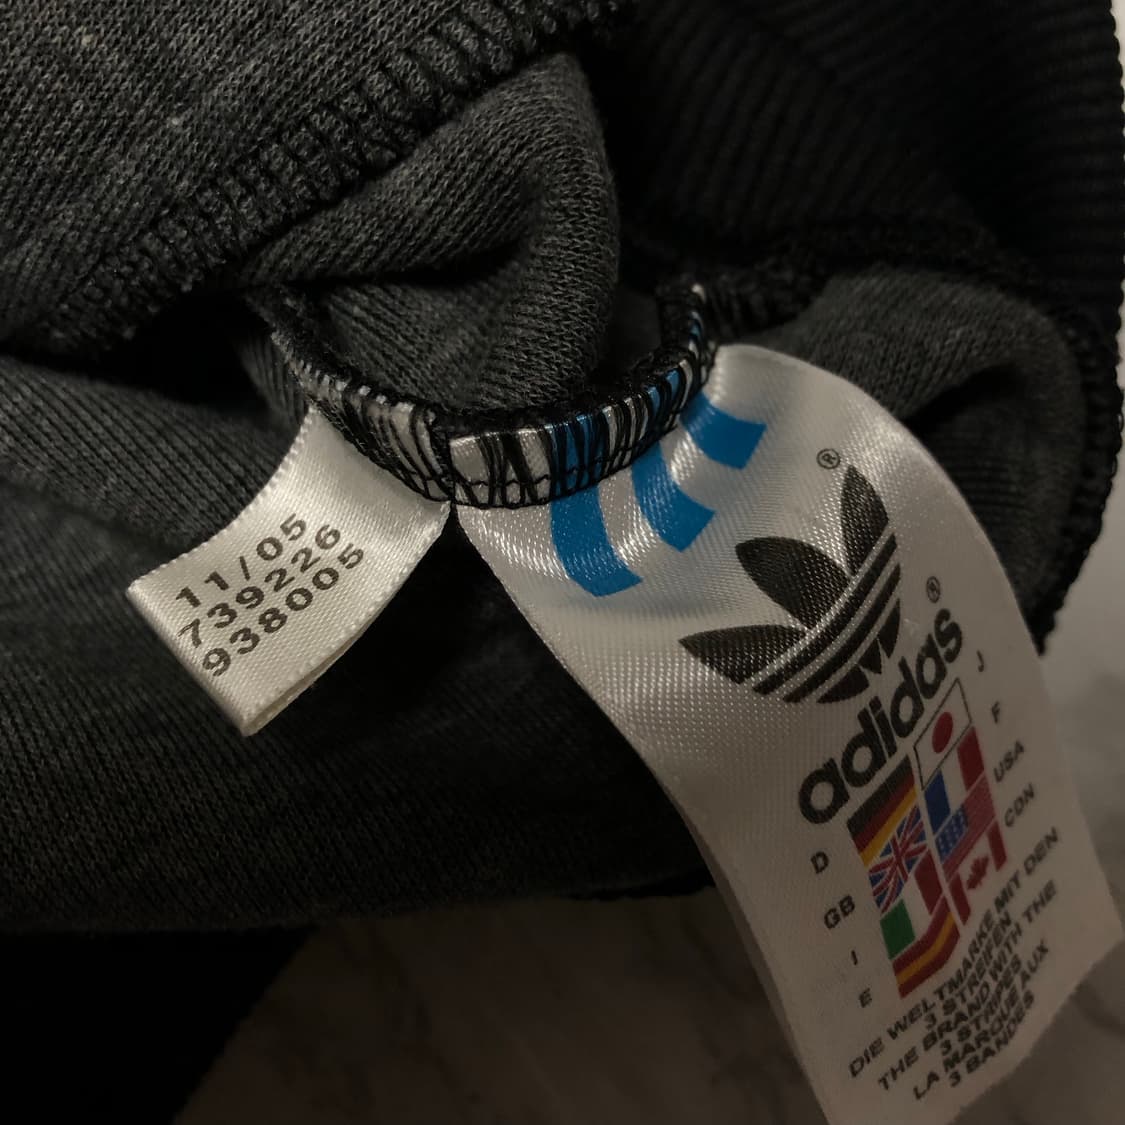 11/05
739226
938005
®
adidas®
J
F
USA
CDN
D
GB
I
E
DIE WELTMARKE MIT DEN
3 STREIFEN
THE BRAND WITH THE
3 STRIPES
LA MARQUE AUX
3 BANDES